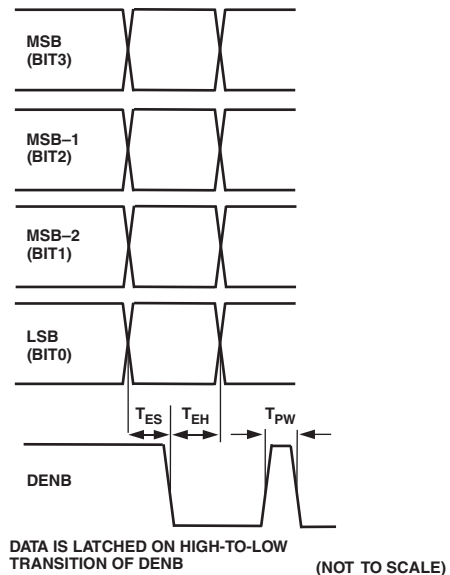 MSB
(BIT3)
MSB–1
(BIT2)
MSB–2
(BIT1)
LSB
(BIT0)
TES TEH TPW
DENB
DATA IS LATCHED ON HIGH-TO-LOW
TRANSITION OF DENB
(NOT TO SCALE)